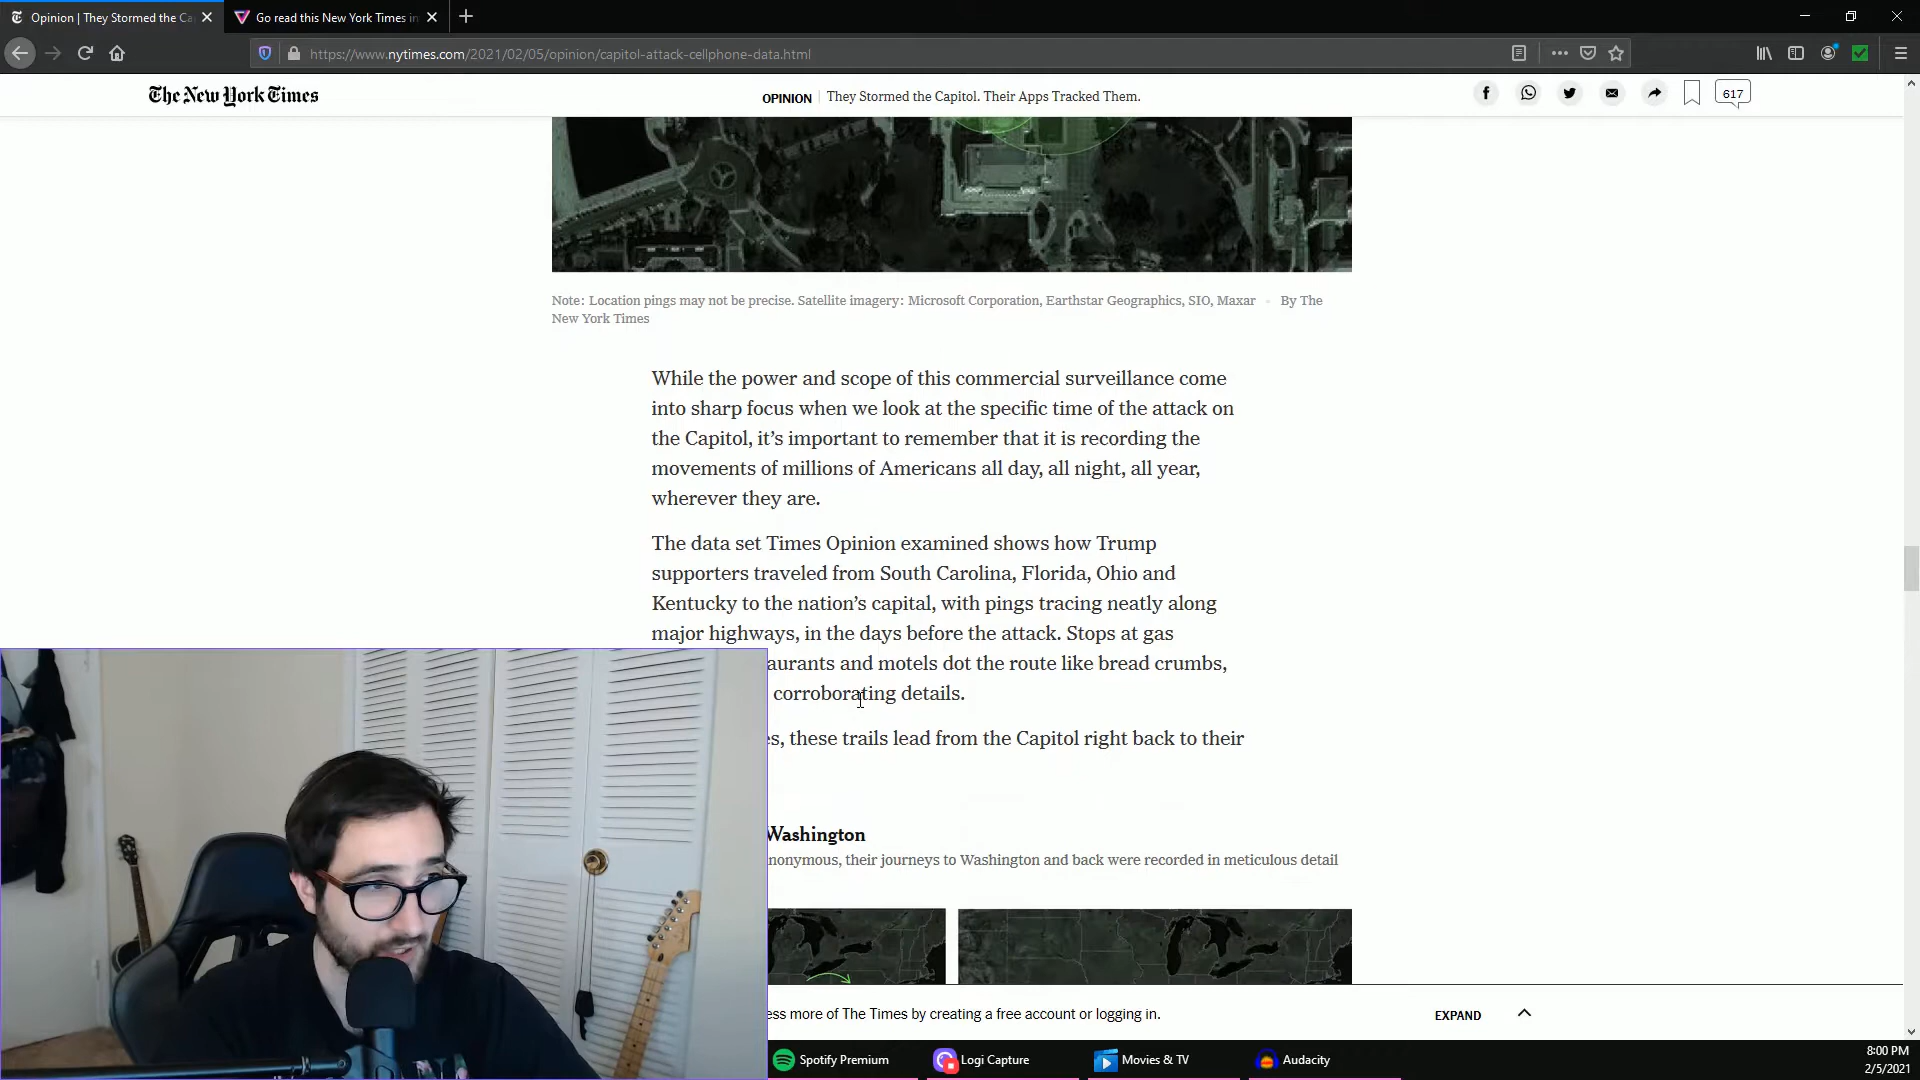 Opinion | They Stormed the Ca
Go read this New York Times in
https://www.nytimes.com/2021/02/05/opinion/capitol-attack-cellphone-data.html
The New York Times
OPINION
They Stormed the Capitol. Their Apps Tracked Them.
617
Note: Location pings may not be precise. Satellite imagery: Microsoft Corporation, Earthstar Geographics, SIO, Maxar • By The
New York Times
While the power and scope of this commercial surveillance come
into sharp focus when we look at the specific time of the attack on
the Capitol, it’s important to remember that it is recording the
movements of millions of Americans all day, all night, all year,
wherever they are.
The data set Times Opinion examined shows how Trump
supporters traveled from South Carolina, Florida, Ohio and
Kentucky to the nation’s capital, with pings tracing neatly along
major highways, in the days before the attack. Stops at gas
aurants and motels dot the route like bread crumbs,
corroborating details.
es, these trails lead from the Capitol right back to their
Washington
nonymous, their journeys to Washington and back were recorded in meticulous detail
ess more of The Times by creating a free account or logging in.
EXPAND
Spotify Premium
Logi Capture
Movies & TV
Audacity
8:00 PM
2/5/2021